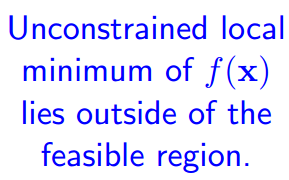 Unconstrained local
minimum of f(x)
lies outside of the
feasible region.